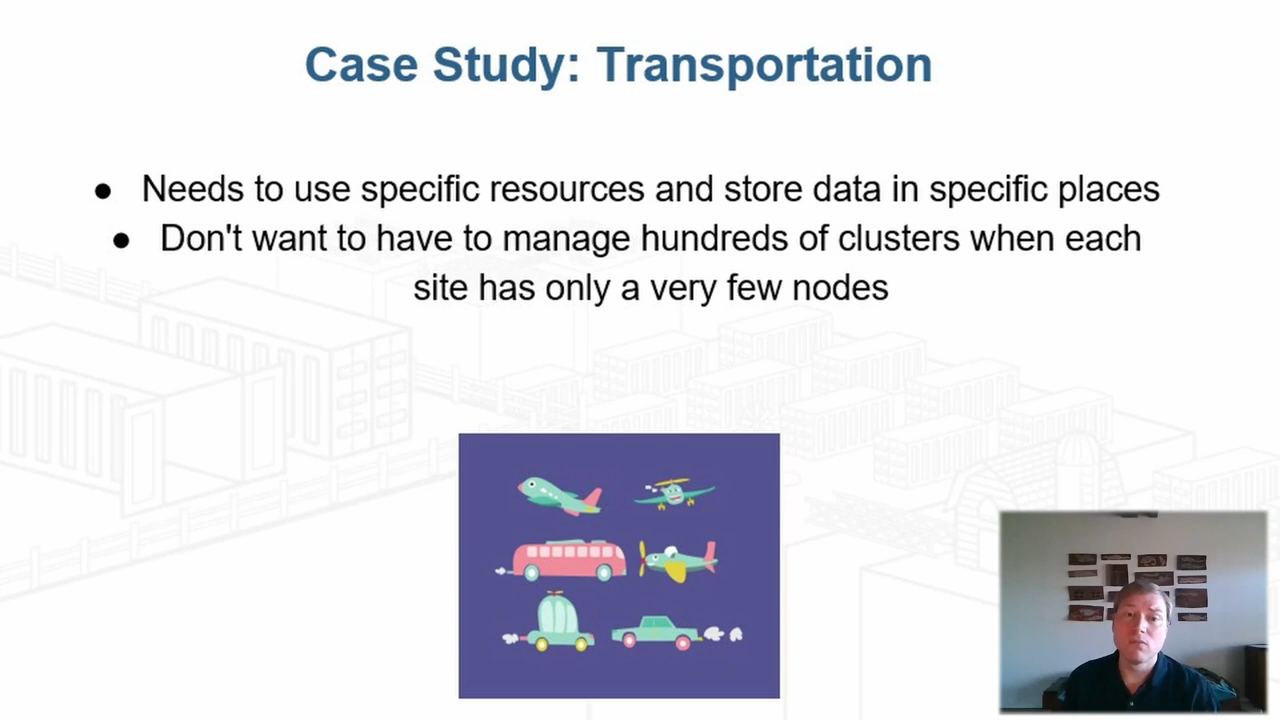 Case Study: Transportation
● Needs to use specific resources and store data in specific places
● Don't want to have to manage hundreds of clusters when each
site has only a very few nodes